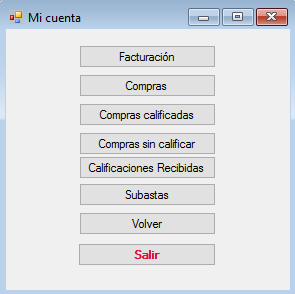 Mi cuenta
Facturación
Compras
Compras calificadas
Compras sin calificar
Calificaciones Recibidas
Subastas
Volver
Salir